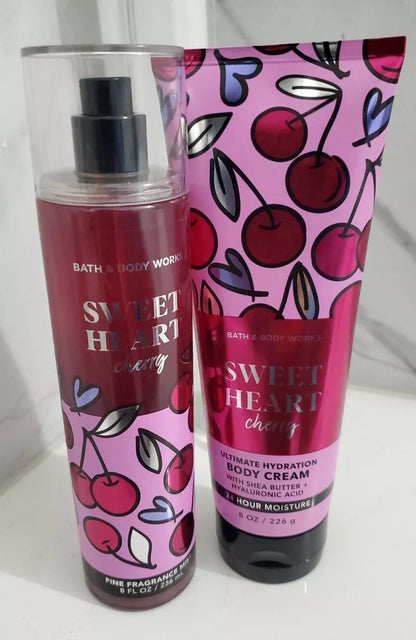 BATH & BODY WORKS
SWEET
HEART
cherry
FINE FRAGRANCE MIST
8 FL OZ / 236 mL
BATH & BODY WORKS
SWEET
HEART
cherry
ULTIMATE HYDRATION
BODY CREAM
WITH SHEA BUTTER +
HYALURONIC ACID
24 HOUR MOISTURE
8 OZ / 226 g